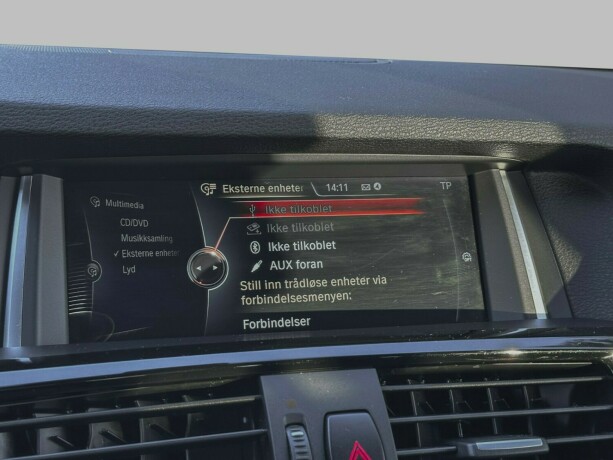 Eksterne enheter 14:11 TP
Multimedia
CD/DVD
Musikksamling
Eksterne enheter
Lyd
Ikke tilkoblet
Ikke tilkoblet
Ikke tilkoblet
AUX foran
Still inn trådløse enheter via
forbindelsesmenyen:
Forbindelser